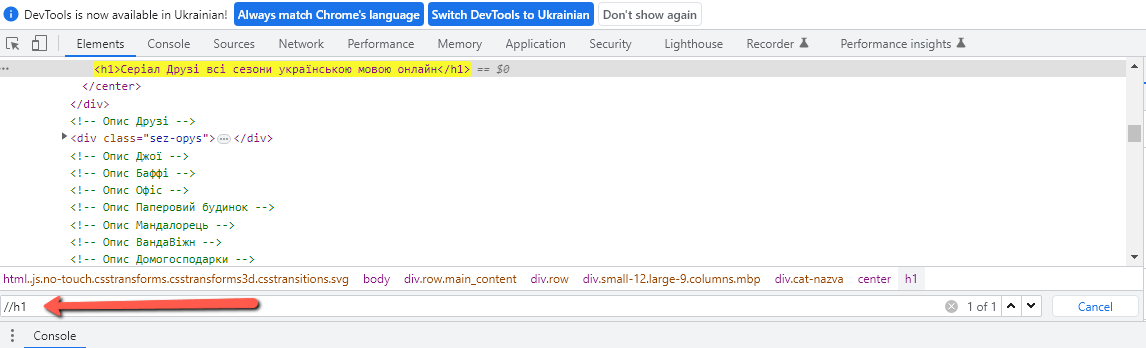 DevTools is now available in Ukrainian! Always match Chrome's language Switch DevTools to Ukrainian Don't show again
Elements Console Sources Network Performance Memory Application Security Lighthouse Recorder Performance insights
<h1>Серіал Друзі всі сезони українською мовою онлайн</h1> == $0
</center>
</div>
<!-- Опис Друзі -->
<div class="sez-opys"> … </div>
<!-- Опис Джої -->
<!-- Опис Баффі -->
<!-- Опис Офіс -->
<!-- Опис Паперовий будинок -->
<!-- Опис Мандалорець -->
<!-- Опис ВандаВіжн -->
<!-- Опис Домогосподарки -->
html.js.no-touch.csstransforms.csstransforms3d.csstransitions.svg body div.row.main_content div.row div.small-12.large-9.columns.mbp div.cat-nazva center h1
//h1 1 of 1 Cancel
Console